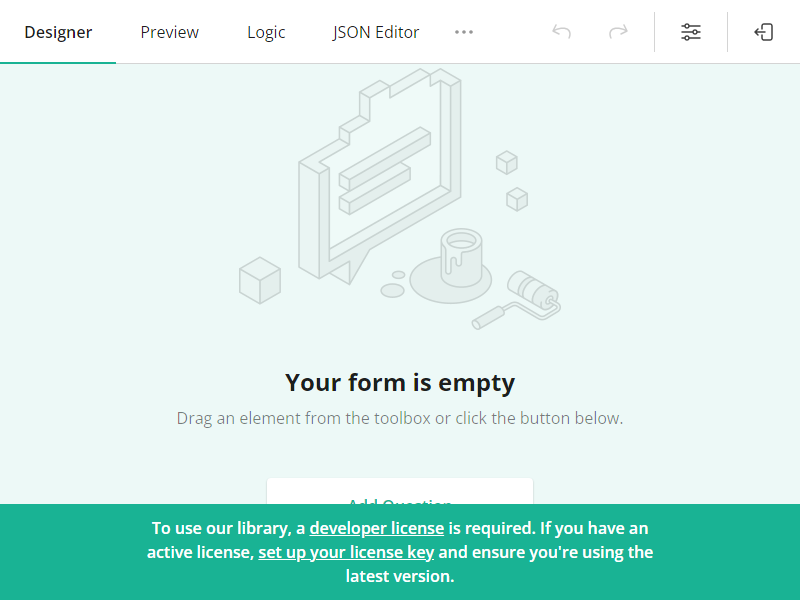 Designer Preview Logic JSON Editor
Your form is empty
Drag an element from the toolbox or click the button below.
Add Question
To use our library, a developer license is required. If you have an
active license, set up your license key and ensure you're using the
latest version.